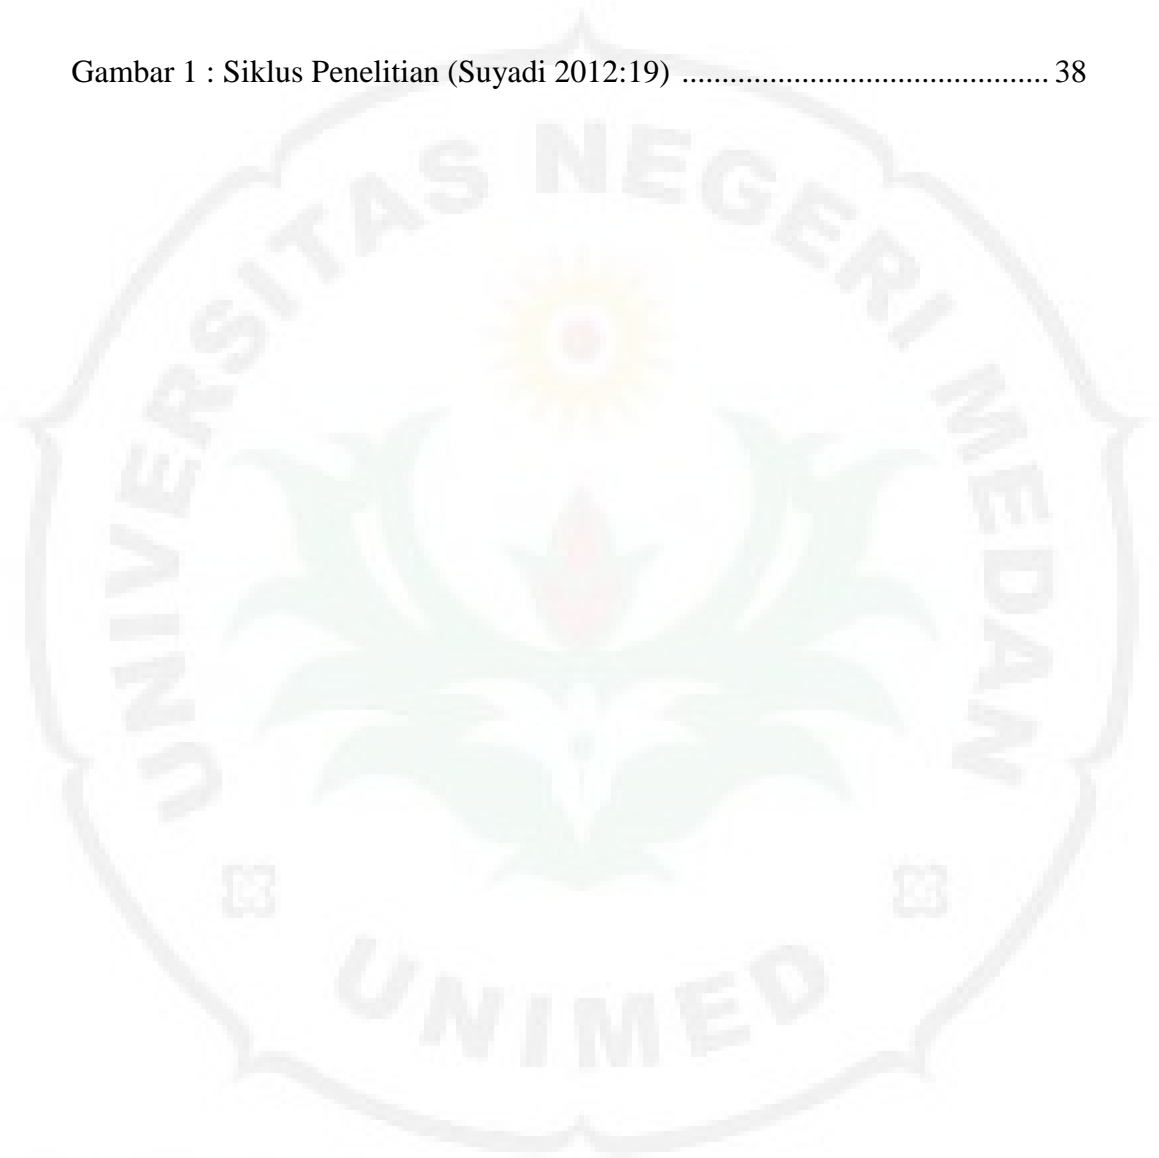 Gambar 1 : Siklus Penelitian (Suyadi 2012:19) ............................................... 38
UNIVERSITAS NEGERI MEDAN
UNIMED